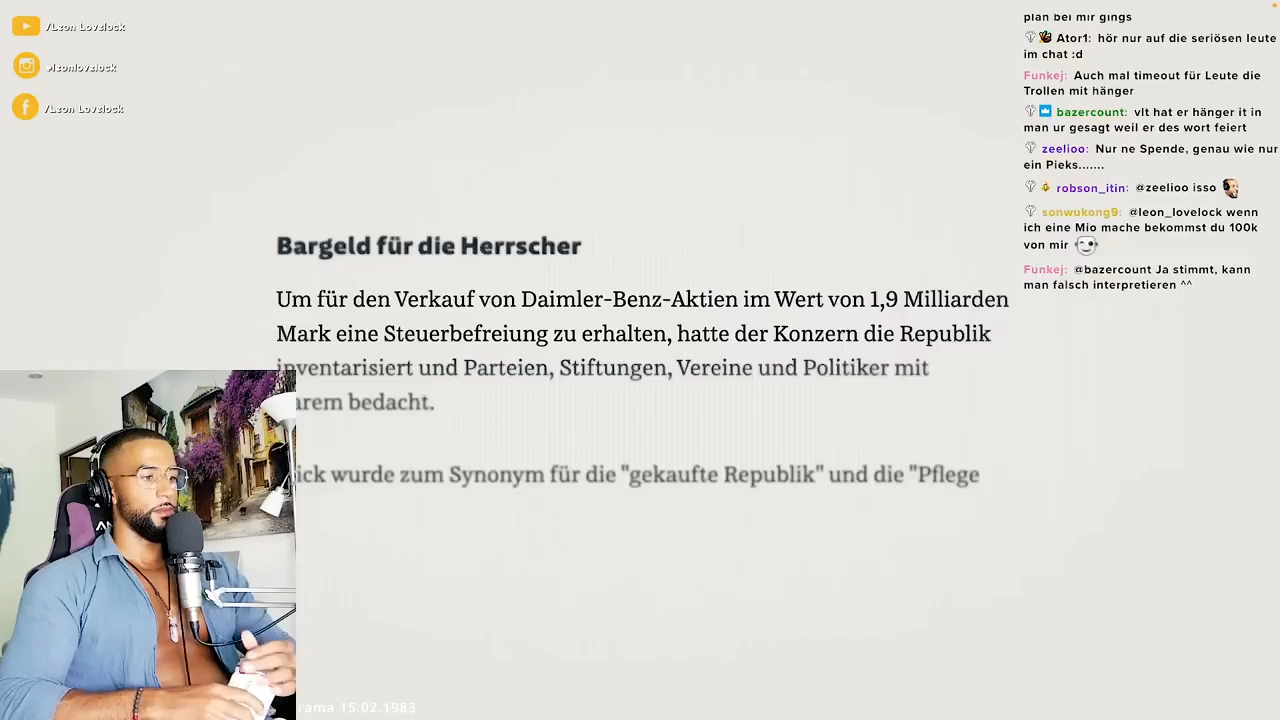 /Leon Lovelock
@leonlovelock
/Leon Lovelock
Bargeld für die Herrscher
Um für den Verkauf von Daimler-Benz-Aktien im Wert von 1,9 Milliarden
Mark eine Steuerbefreiung zu erhalten, hatte der Konzern die Republik
inventarisiert und Parteien, Stiftungen, Vereine und Politiker mit
arem bedacht.
ick wurde zum Synonym für die "gekaufte Republik" und die "Pflege
rama 15.02.1983
plan bei mir gings
Ator1: hör nur auf die seriösen leute
im chat :d
Funkej: Auch mal timeout für Leute die
Trollen mit hänger
bazercount: vlt hat er hänger it in
man ur gesagt weil er des wort feiert
zeelioo: Nur ne Spende, genau wie nur
ein Pieks.......
robson_itin: @zeelioo isso
sonwukong9: @leon_lovelock wenn
ich eine Mio mache bekommst du 100k
von mir
Funkej: @bazercount Ja stimmt, kann
man falsch interpretieren ^^